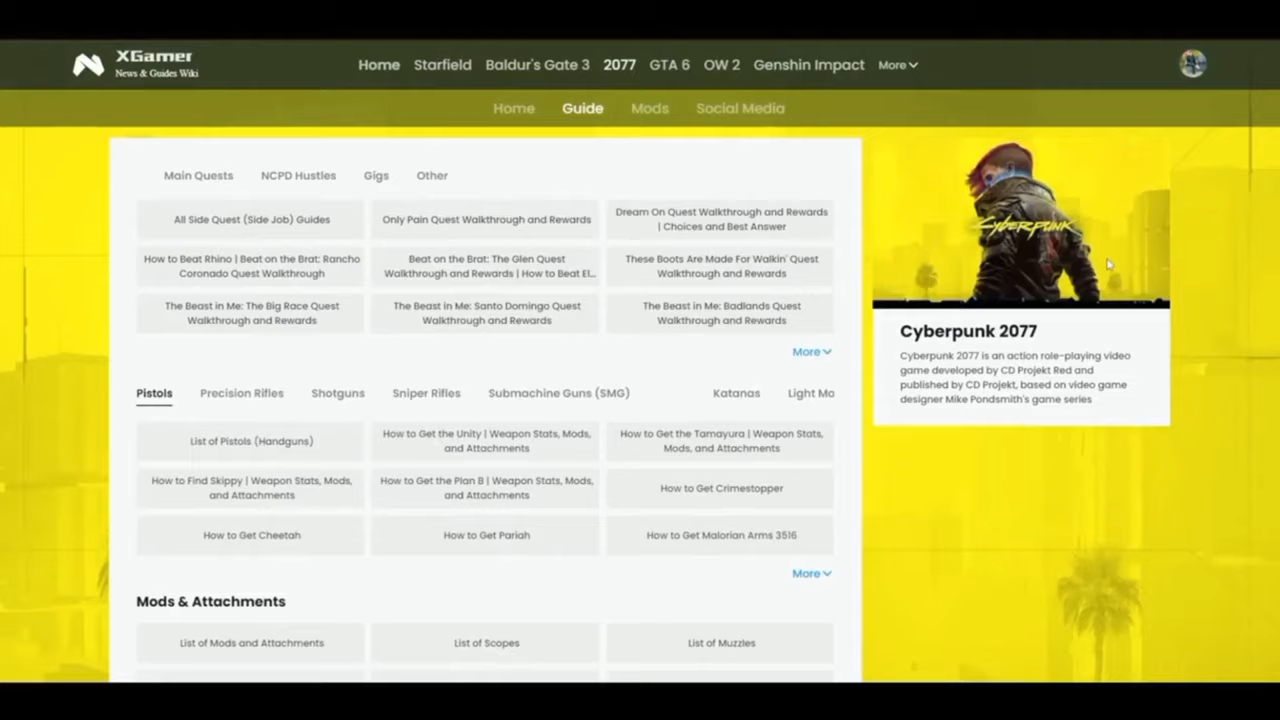 XGamer
News & Guides Wiki
Home Starfield Baldur's Gate 3 2077 GTA 6 OW 2 Genshin Impact More
Home Guide Mods Social Media
Main Quests NCPD Hustles Gigs Other
All Side Quest (Side Job) Guides
Only Pain Quest Walkthrough and Rewards
Dream On Quest Walkthrough and Rewards
| Choices and Best Answer
How to Beat Rhino | Beat on the Brat: Rancho
Coronado Quest Walkthrough
Beat on the Brat: The Glen Quest
Walkthrough and Rewards | How to Beat El...
These Boots Are Made For Walkin' Quest
Walkthrough and Rewards
The Beast in Me: The Big Race Quest
Walkthrough and Rewards
The Beast in Me: Santo Domingo Quest
Walkthrough and Rewards
The Beast in Me: Badlands Quest
Walkthrough and Rewards
More
Pistols Precision Rifles Shotguns Sniper Rifles Submachine Guns (SMG) Katanas Light Mo
List of Pistols (Handguns)
How to Get the Unity | Weapon Stats, Mods,
and Attachments
How to Get the Tamayura | Weapon Stats,
Mods, and Attachments
How to Find Skippy | Weapon Stats, Mods,
and Attachments
How to Get the Plan B | Weapon Stats, Mods,
and Attachments
How to Get Crimestopper
How to Get Cheetah
How to Get Pariah
How to Get Malorian Arms 3516
More
Mods & Attachments
List of Mods and Attachments
List of Scopes
List of Muzzles
Cyberpunk
Cyberpunk 2077
Cyberpunk 2077 is an action role-playing video
game developed by CD Projekt Red and
published by CD Projekt, based on video game
designer Mike Pondsmith's game series